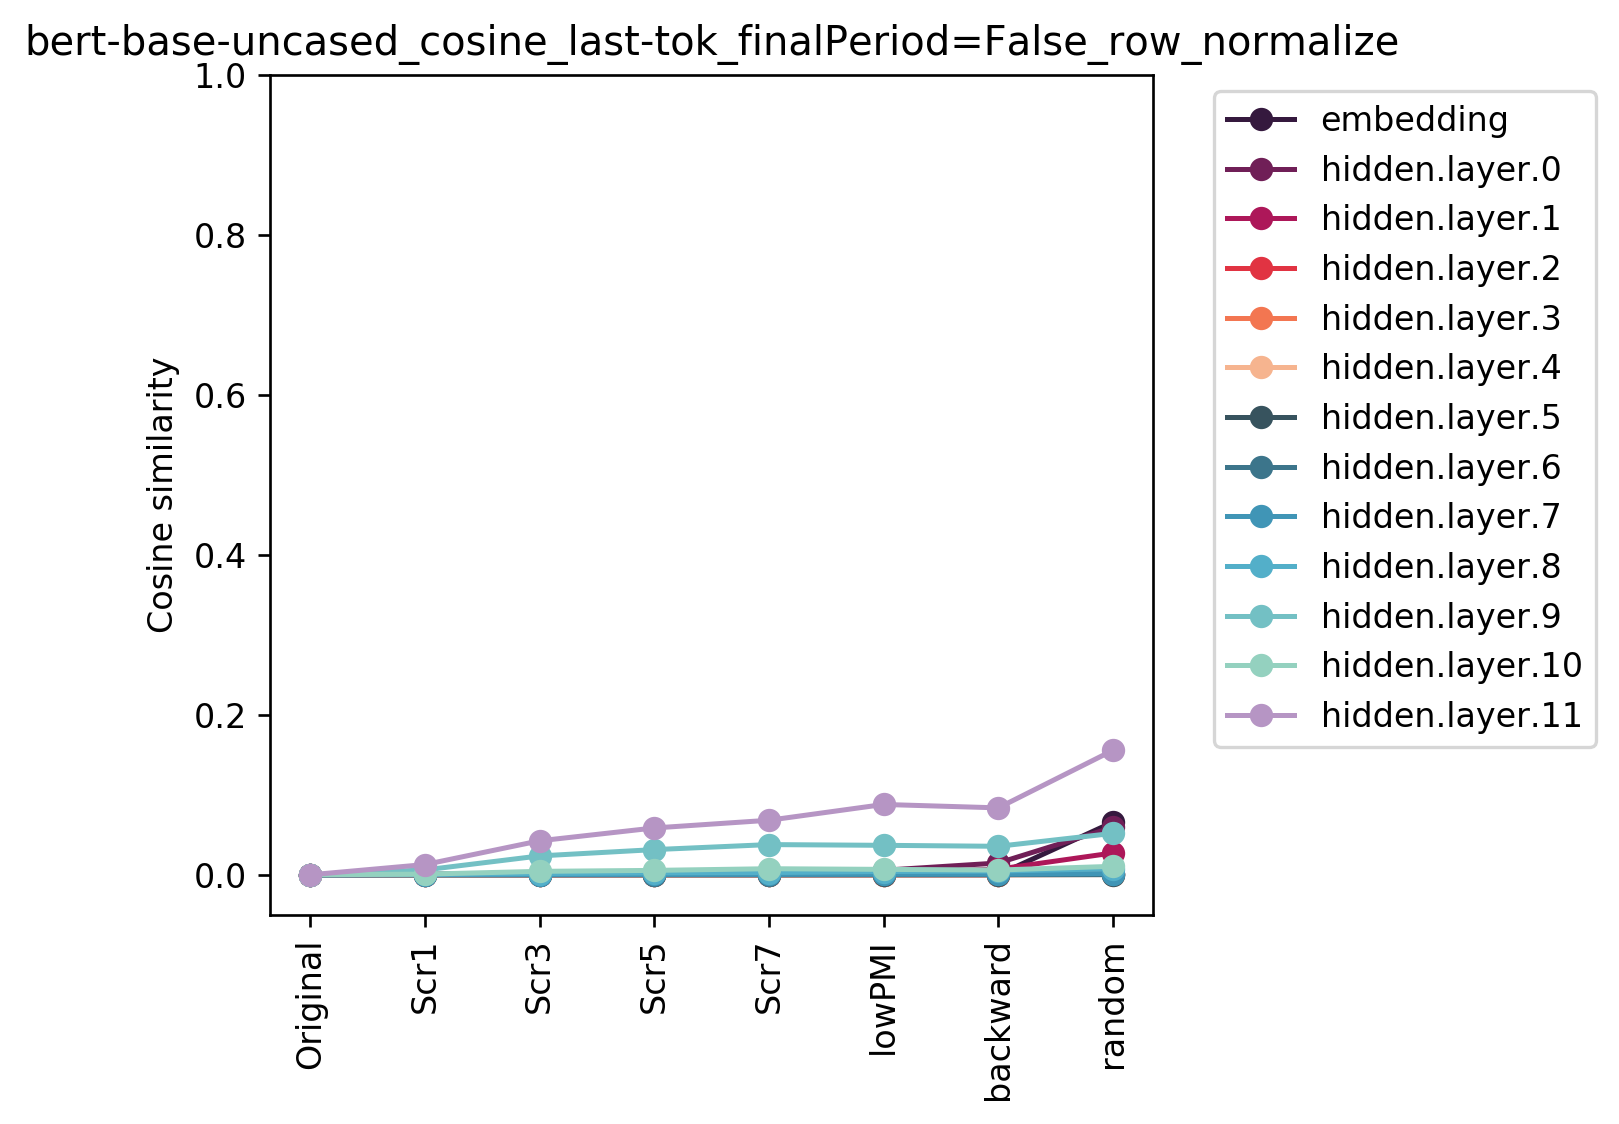 bert-base-uncased_cosine_last-tok_finalPeriod=False_row_normalize
1.0
0.8
0.6
0.4
0.2
0.0
Cosine similarity
Original
Scr1
Scr3
Scr5
Scr7
lowPMI
backward
random
embedding
hidden.layer.0
hidden.layer.1
hidden.layer.2
hidden.layer.3
hidden.layer.4
hidden.layer.5
hidden.layer.6
hidden.layer.7
hidden.layer.8
hidden.layer.9
hidden.layer.10
hidden.layer.11